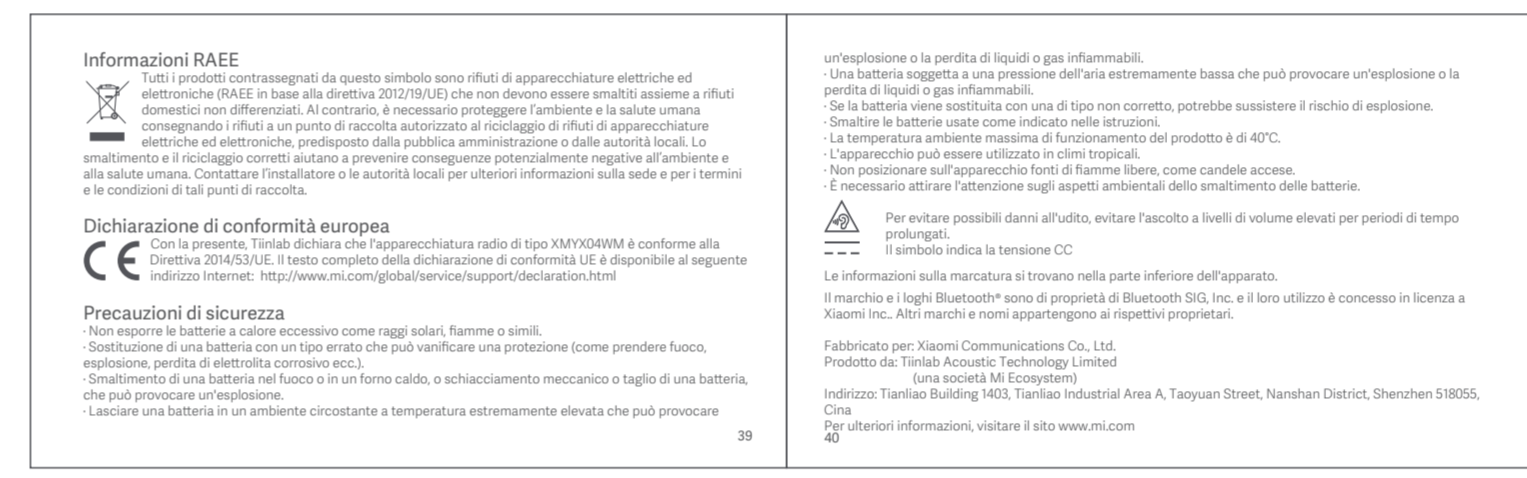 Informazioni RAEE
Tutti i prodotti contrassegnati da questo simbolo sono rifiuti di apparecchiature elettriche ed
elettroniche (RAEE in base alla direttiva 2012/19/UE) che non devono essere smaltiti assieme a rifiuti
domestici non differenziati. Al contrario, è necessario proteggere l'ambiente e la salute umana
consegnando i rifiuti a un punto di raccolta autorizzato al riciclaggio di rifiuti di apparecchiature
elettriche ed elettroniche, predisposto dalla pubblica amministrazione o dalle autorità locali. Lo
smaltimento e il riciclaggio corretti aiutano a prevenire conseguenze potenzialmente negative all'ambiente e
alla salute umana. Contattare l'installatore o le autorità locali per ulteriori informazioni sulla sede e per i termini
e le condizioni di tali punti di raccolta.
Dichiarazione di conformità europea
CE
Con la presente, Tiinlab dichiara che l'apparecchiatura radio di tipo XMYX04WM è conforme alla
Direttiva 2014/53/UE. Il testo completo della dichiarazione di conformità UE è disponibile al seguente
indirizzo Internet: http://www.mi.com/global/service/support/declaration.html
Precauzioni di sicurezza
· Non esporre le batterie a calore eccessivo come raggi solari, fiamme o simili.
· Sostituzione di una batteria con un tipo errato che può vanificare una protezione (come prendere fuoco,
esplosione, perdita di elettrolita corrosivo ecc.).
· Smaltimento di una batteria nel fuoco o in un forno caldo, o schiacciamento meccanico o taglio di una batteria,
che può provocare un'esplosione.
· Lasciare una batteria in un ambiente circostante a temperatura estremamente elevata che può provocare
39
un'esplosione o la perdita di liquidi o gas infiammabili.
· Una batteria soggetta a una pressione dell'aria estremamente bassa che può provocare un'esplosione o la
perdita di liquidi o gas infiammabili.
· Se la batteria viene sostituita con una di tipo non corretto, potrebbe sussistere il rischio di esplosione.
· Smaltire le batterie usate come indicato nelle istruzioni.
· La temperatura ambiente massima di funzionamento del prodotto è di 40°C.
· L'apparecchio può essere utilizzato in climi tropicali.
· Non posizionare sull'apparecchio fonti di fiamme libere, come candele accese.
· È necessario attirare l'attenzione sugli aspetti ambientali dello smaltimento delle batterie.
Per evitare possibili danni all'udito, evitare l'ascolto a livelli di volume elevati per periodi di tempo
prolungati.
Il simbolo indica la tensione CC
Le informazioni sulla marcatura si trovano nella parte inferiore dell'apparato.
Il marchio e i loghi Bluetooth® sono di proprietà di Bluetooth SIG, Inc. e il loro utilizzo è concesso in licenza a
Xiaomi Inc.. Altri marchi e nomi appartengono ai rispettivi proprietari.
Fabbricato per: Xiaomi Communications Co., Ltd.
Prodotto da: Tiinlab Acoustic Technology Limited
(una società Mi Ecosystem)
Indirizzo: Tianliao Building 1403, Tianliao Industrial Area A, Taoyuan Street, Nanshan District, Shenzhen 518055,
Cina
Per ulteriori informazioni, visitare il sito www.mi.com
40